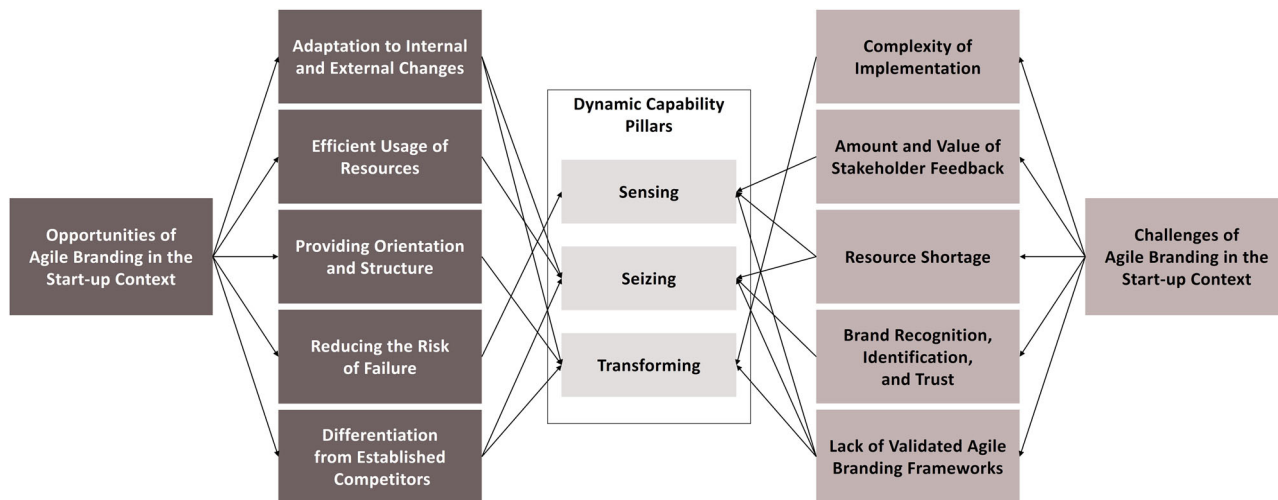 Opportunities of
Agile Branding in the
Start-up Context
Adaptation to Internal
and External Changes
Efficient Usage of
Resources
Providing Orientation
and Structure
Reducing the Risk
of Failure
Differentiation
from Established
Competitors
Dynamic Capability
Pillars
Sensing
Seizing
Transforming
Complexity of
Implementation
Amount and Value of
Stakeholder Feedback
Resource Shortage
Brand Recognition,
Identification,
and Trust
Lack of Validated Agile
Branding Frameworks
Challenges of
Agile Branding in the
Start-up Context